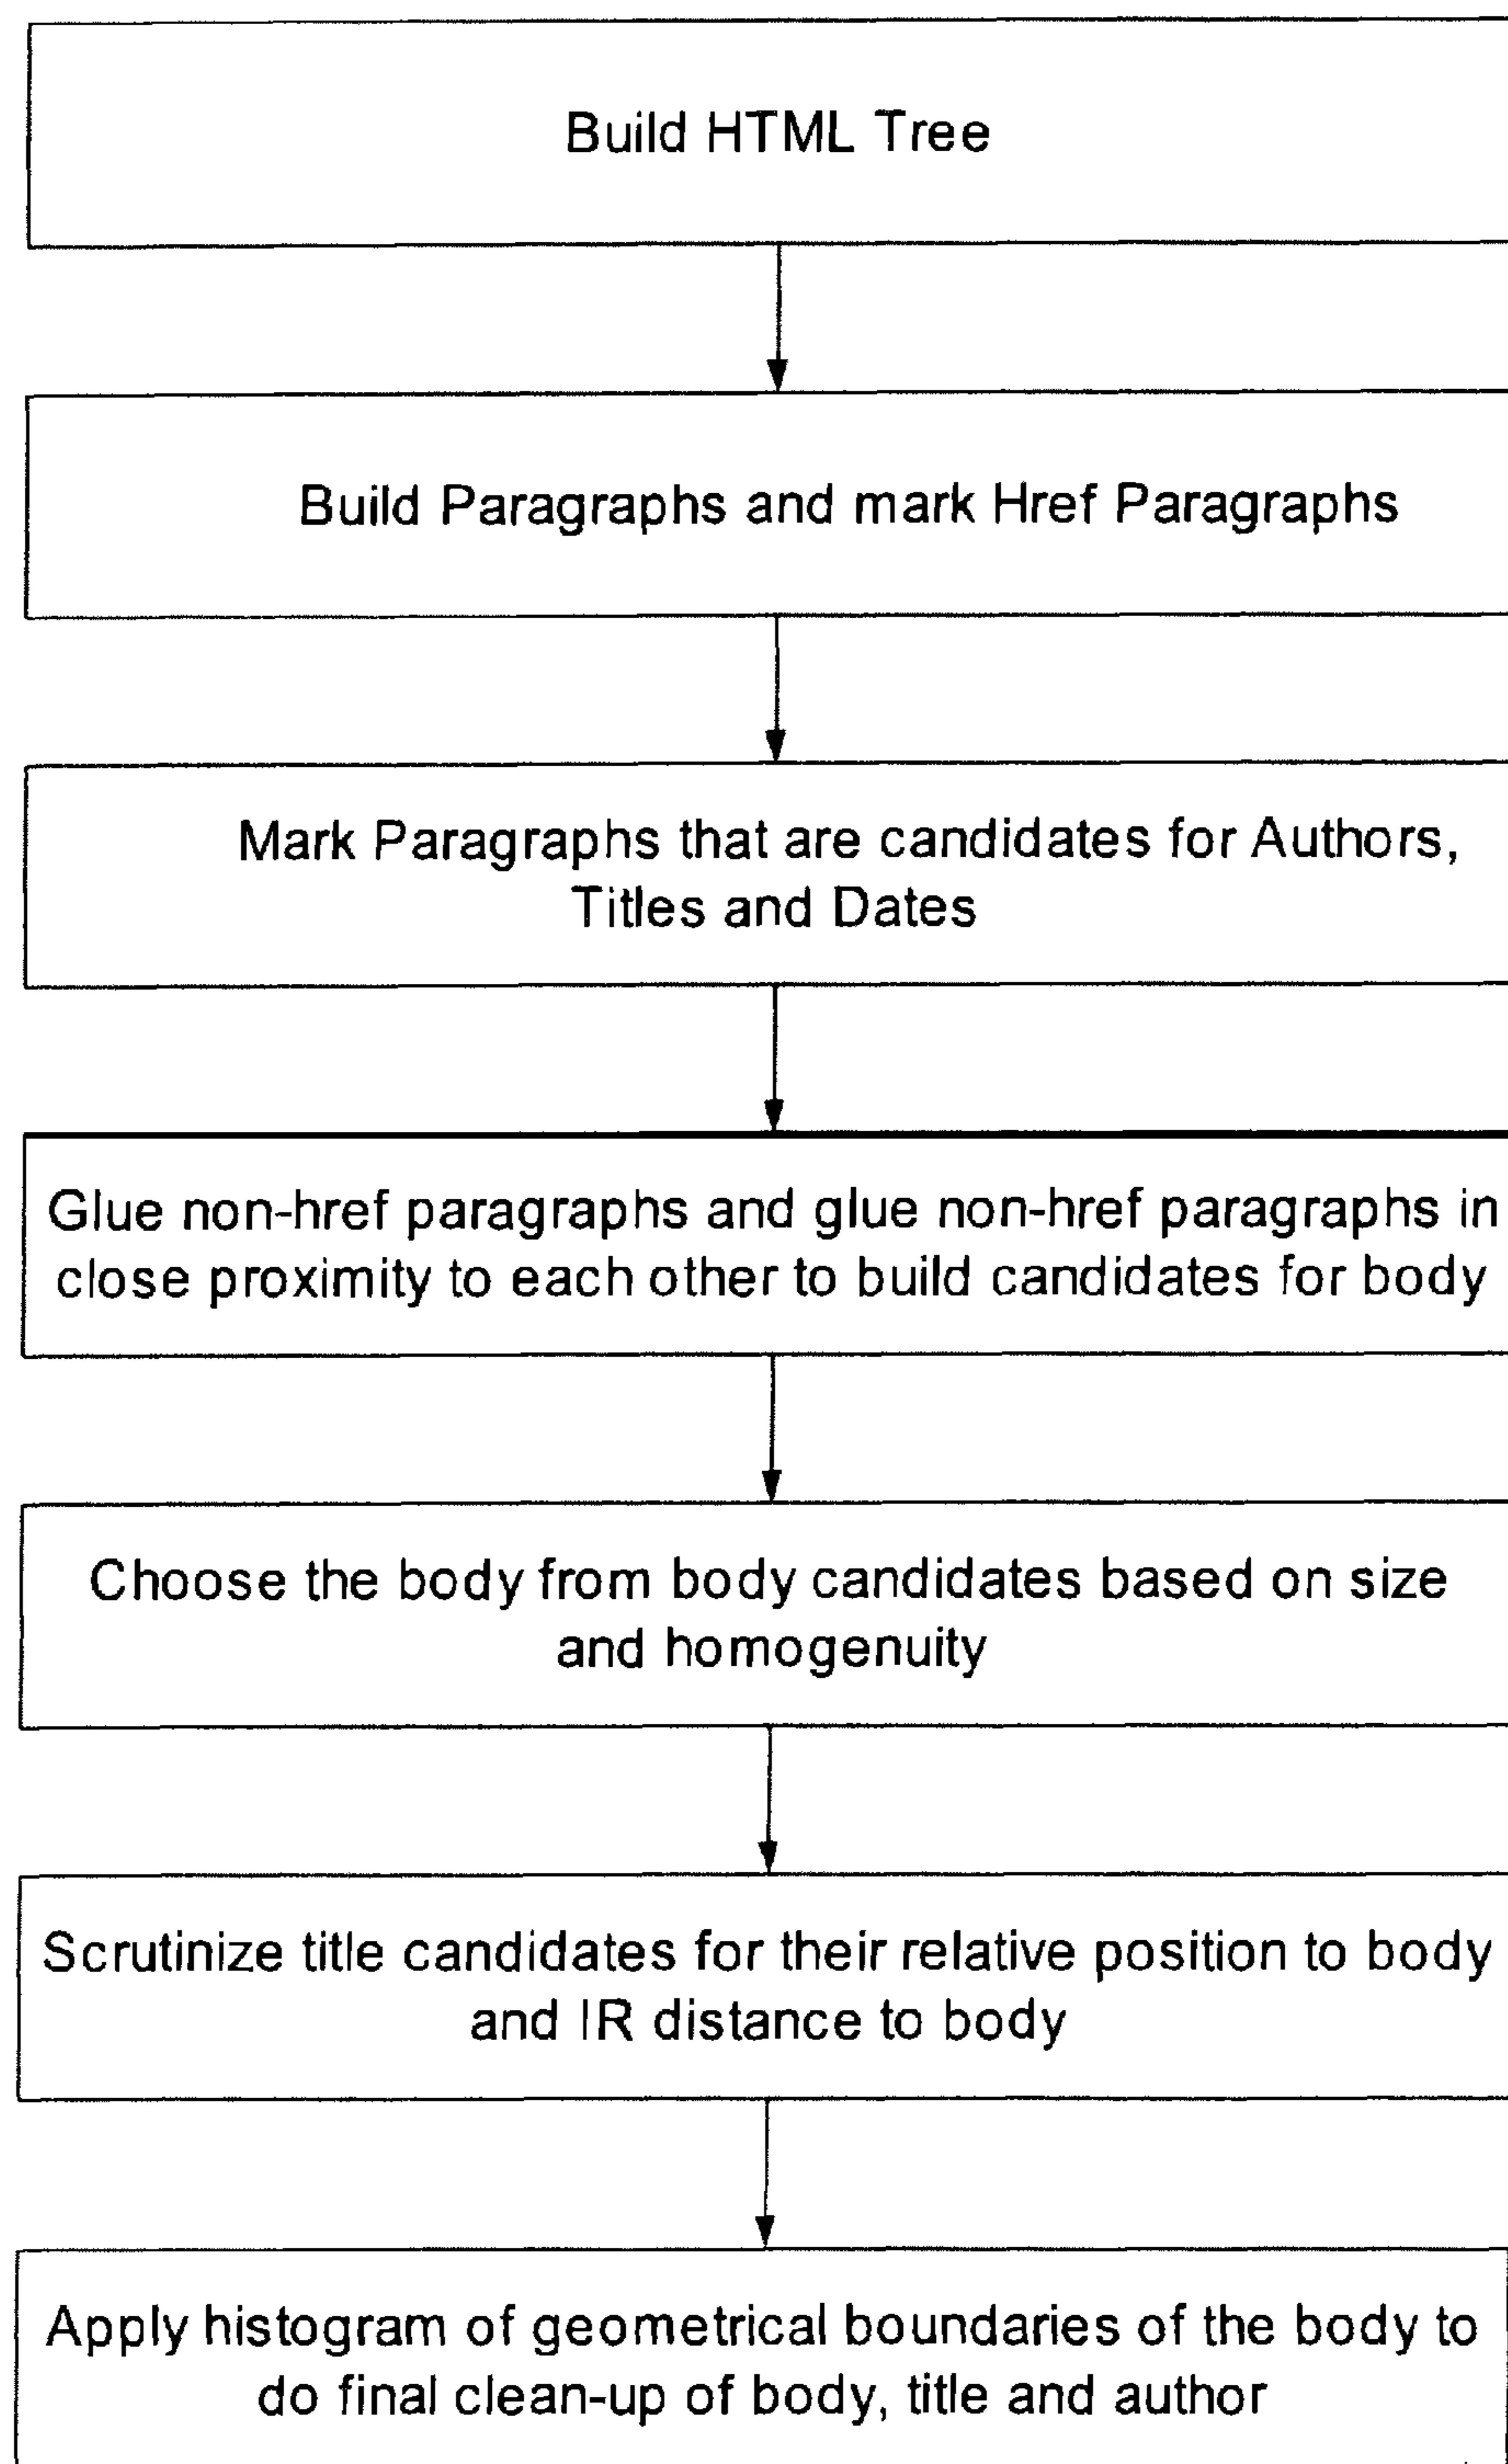 Build HTML Tree
Build Paragraphs and mark Href Paragraphs
Mark Paragraphs that are candidates for Authors,
Titles and Dates
Glue non-href paragraphs and glue non-href paragraphs in
close proximity to each other to build candidates for body
Choose the body from body candidates based on size
and homogenuity
Scrutinize title candidates for their relative position to body
and IR distance to body
Apply histogram of geometrical boundaries of the body to
do final clean-up of body, title and author